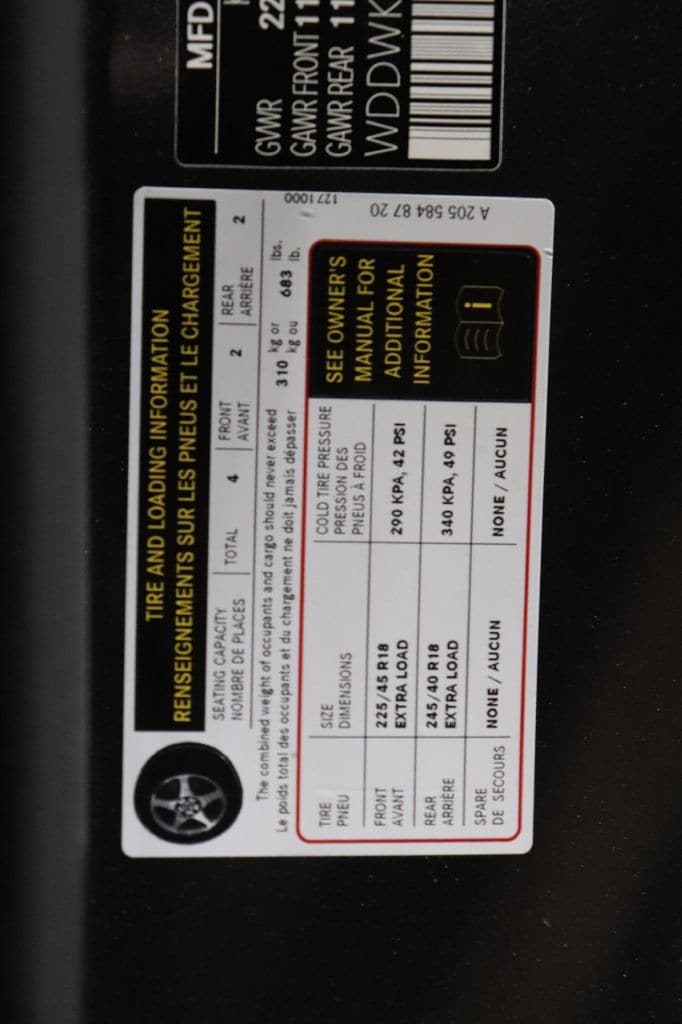 MFD
GVWR 22
GAWR FRONT 11
GAWR REAR 11
WDDWK
TIRE AND LOADING INFORMATION
RENSEIGNEMENTS SUR LES PNEUS ET LE CHARGEMENT
SEATING CAPACITY TOTAL 4 FRONT 2 REAR 2
NOMBRE DE PLACES AVANT ARRIÈRE
The combined weight of occupants and cargo should never exceed 310 kg or 683 lbs.
Le poids total des occupants et du chargement ne doit jamais dépasser kg ou lb.
TIRE SIZE COLD TIRE PRESSURE
PNEU DIMENSIONS PRESSION DES
PNEUS À FROID
FRONT 225/45 R18 290 KPA, 42 PSI
AVANT EXTRA LOAD
REAR 245/40 R18 340 KPA, 49 PSI
ARRIÈRE EXTRA LOAD
SPARE NONE / AUCUN NONE / AUCUN
DE SECOURS
SEE OWNER'S
MANUAL FOR
ADDITIONAL
INFORMATION
i
1271000
A 205 584 87 20